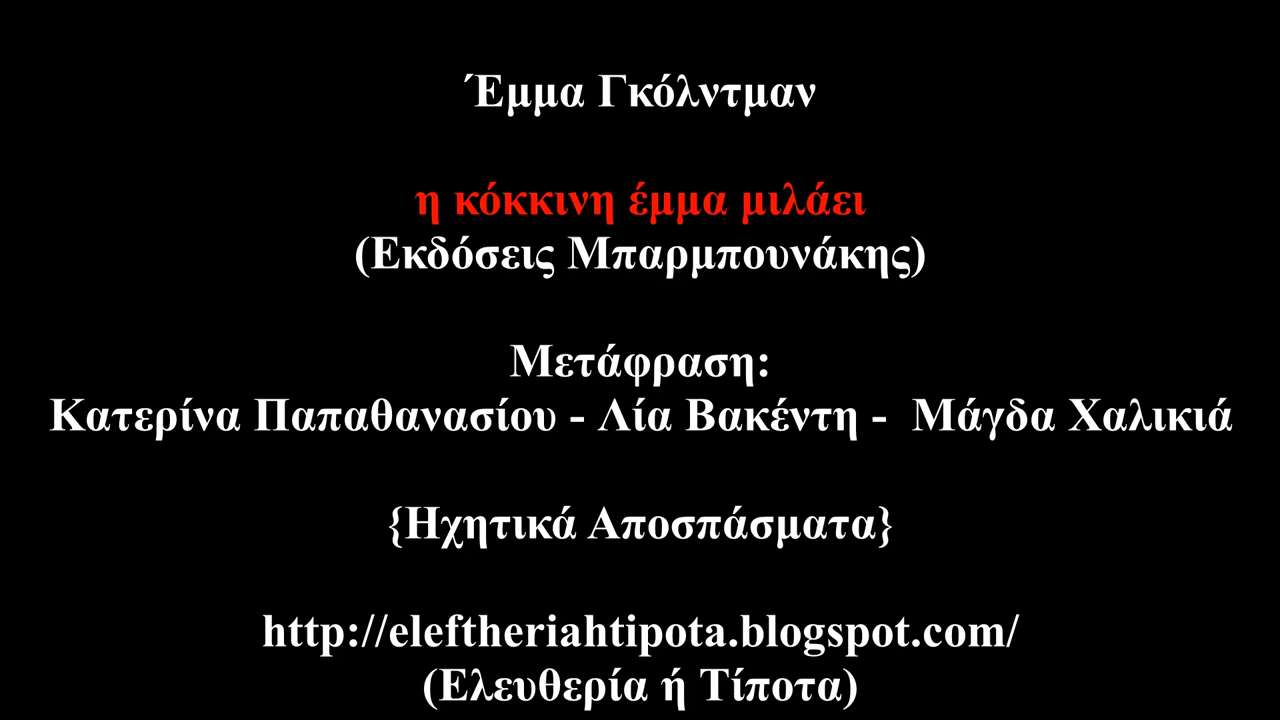 Έμμα Γκόλντμαν
η κόκκινη έμμα μιλάει
(Εκδόσεις Μπαρμπουνάκης)
Μετάφραση:
Κατερίνα Παπαθανασίου - Λία Βακέντη - Μάγδα Χαλικιά
{Ηχητικά Αποσπάσματα}
http://eleftheriahtipota.blogspot.com/
(Ελευθερία ή Τίποτα)